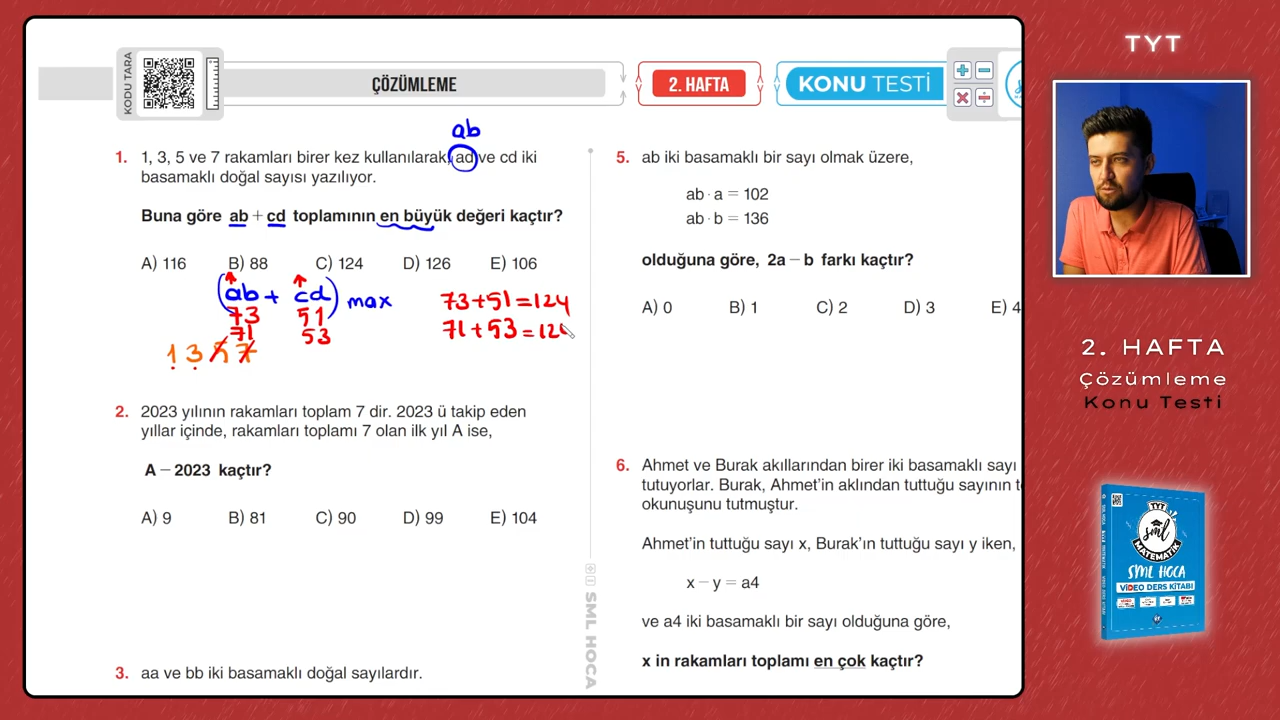 KODU TARA
ÇÖZÜMLEME
2. HAFTA
KONU TESTİ
ab
1. 1, 3, 5 ve 7 rakamları birer kez kullanılarak, ad ve cd iki
basamaklı doğal sayısı yazılıyor.
Buna göre ab + cd toplamının en büyük değeri kaçtır?
A) 116 B) 88 C) 124 D) 126 E) 106
(ab + cd) max
73 51
71 53
1 3 5 7
73+51=124
71+53=12
2. 2023 yılının rakamları toplam 7 dir. 2023 ü takip eden
yıllar içinde, rakamları toplamı 7 olan ilk yıl A ise,
A – 2023 kaçtır?
A) 9 B) 81 C) 90 D) 99 E) 104
3. aa ve bb iki basamaklı doğal sayılardır.
SML HOCA
5. ab iki basamaklı bir sayı olmak üzere,
ab · a = 102
ab · b = 136
olduğuna göre, 2a – b farkı kaçtır?
A) 0 B) 1 C) 2 D) 3 E) 4
6. Ahmet ve Burak akıllarından birer iki basamaklı sayı
tutuyorlar. Burak, Ahmet'in aklından tuttuğu sayının t
okunuşunu tutmuştur.
Ahmet'in tuttuğu sayı x, Burak'ın tuttuğu sayı y iken,
x – y = a4
ve a4 iki basamaklı bir sayı olduğuna göre,
x in rakamları toplamı en çok kaçtır?
TYT
2. HAFTA
Çözümleme
Konu Testi
TYT
sml
MATEMATİK
SML HOCA
VİDEO DERS KİTABI